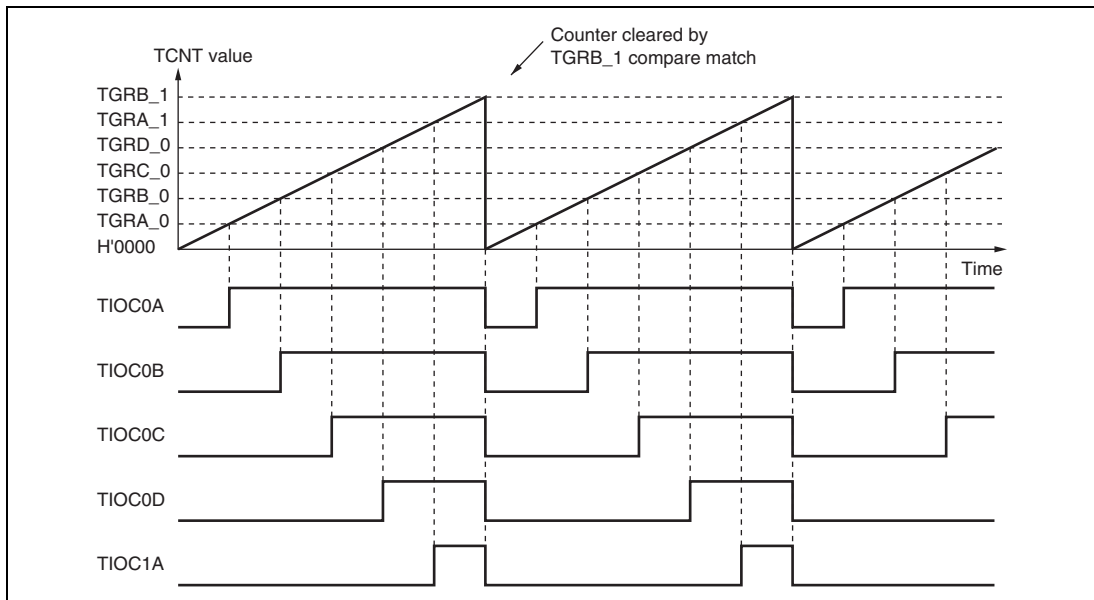 Counter cleared by
TGRB_1 compare match
TCNT value
TGRB_1
TGRA_1
TGRD_0
TGRC_0
TGRB_0
TGRA_0
H'0000
Time
TIOC0A
TIOC0B
TIOC0C
TIOC0D
TIOC1A